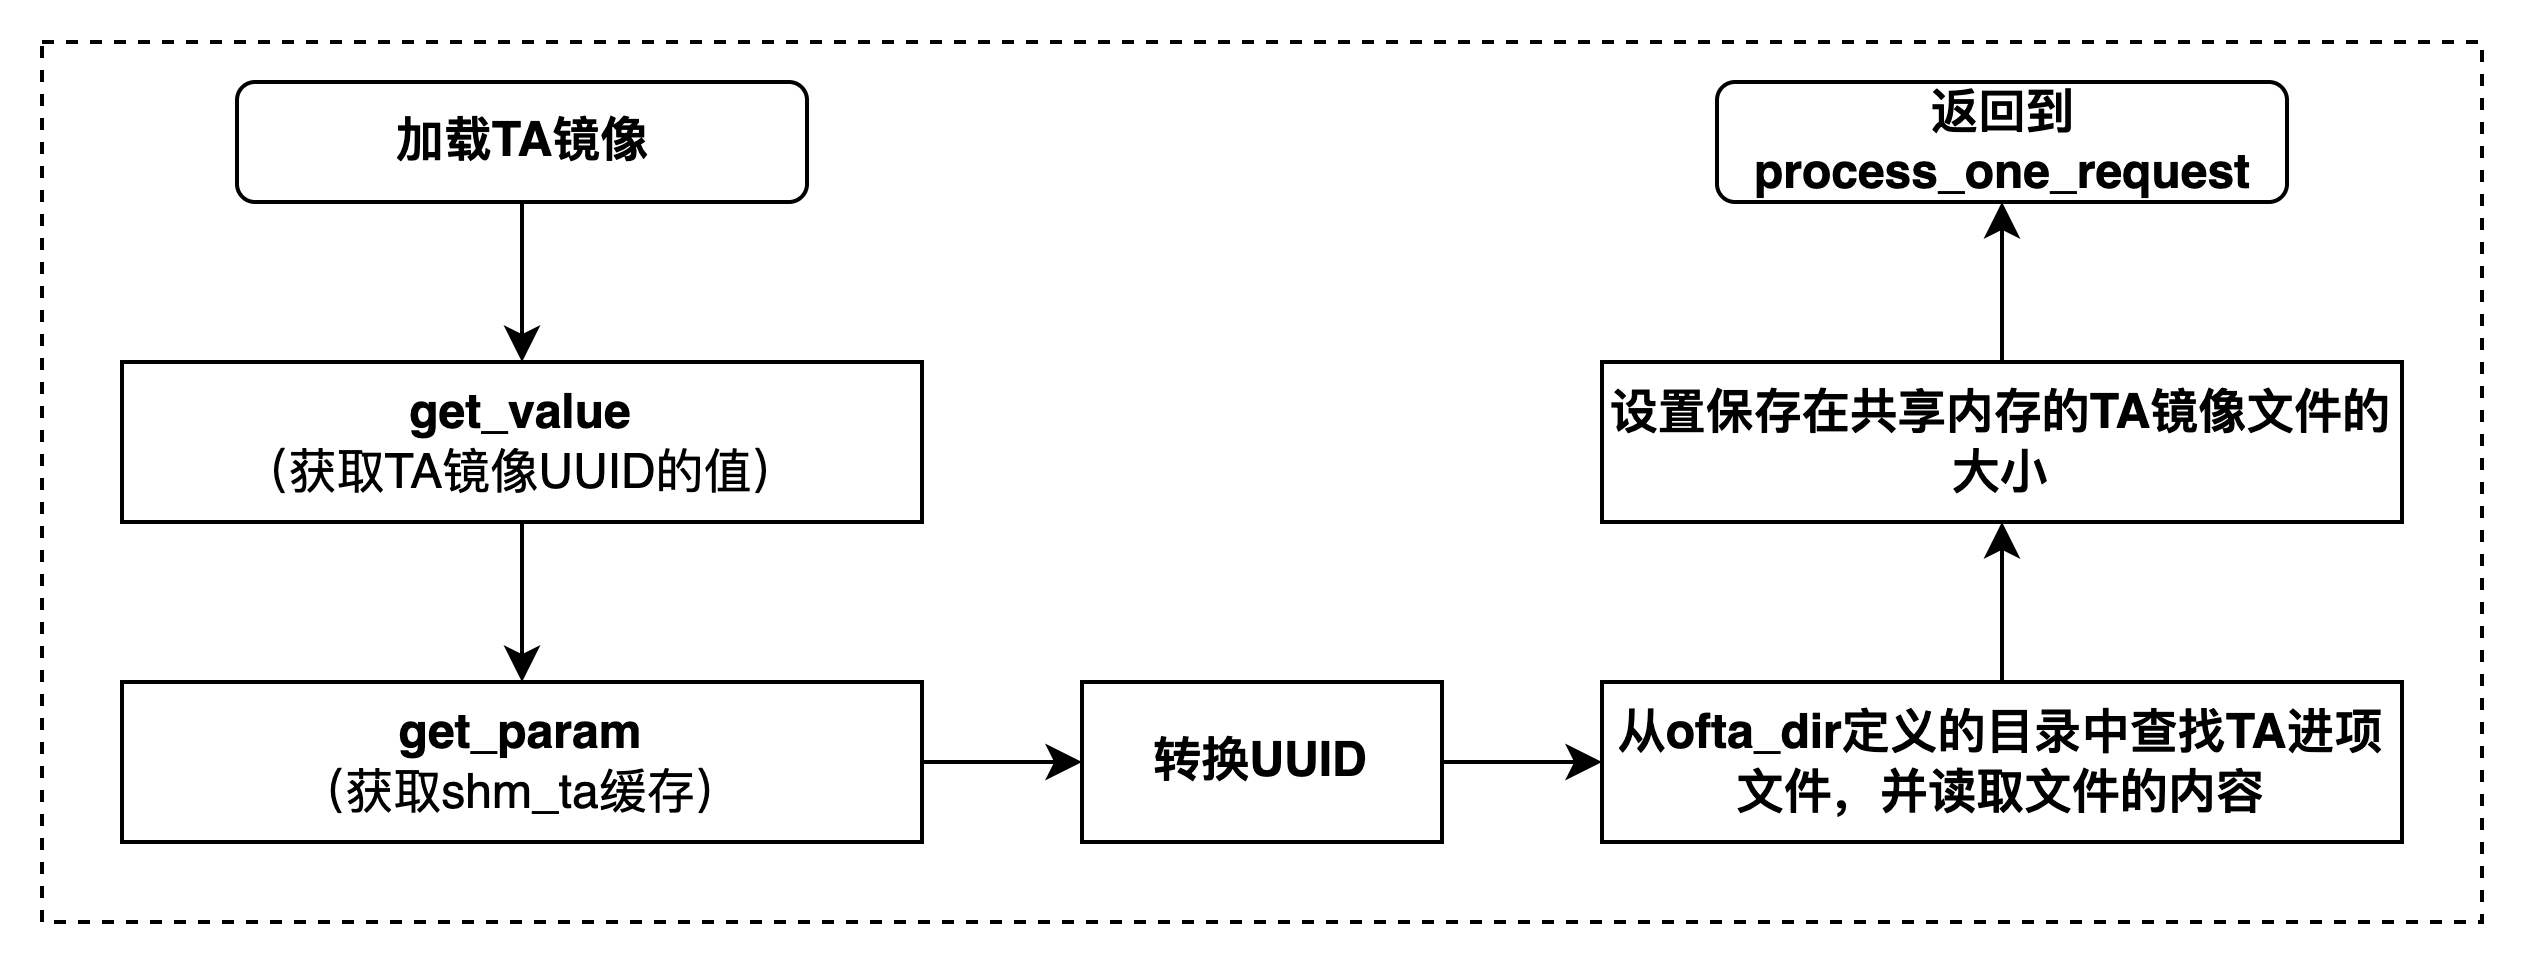 加载TA镜像
get_value
（获取TA镜像UUID的值）
get_param
（获取shm_ta缓存）
转换UUID
从ofta_dir定义的目录中查找TA进项
文件，并读取文件的内容
设置保存在共享内存的TA镜像文件的
大小
返回到
process_one_request